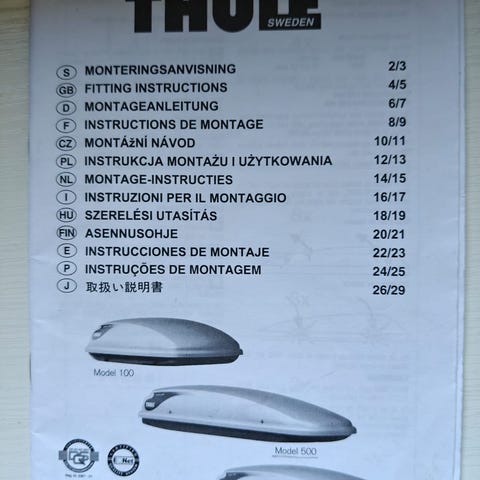 THULE
SWEDEN
S MONTERINGSANVISNING 2/3
GB FITTING INSTRUCTIONS 4/5
D MONTAGEANLEITUNG 6/7
F INSTRUCTIONS DE MONTAGE 8/9
CZ MONTÁžNÍ NÁVOD 10/11
PL INSTRUKCJA MONTAŻU I UŻYTKOWANIA 12/13
NL MONTAGE-INSTRUCTIES 14/15
I INSTRUZIONI PER IL MONTAGGIO 16/17
HU SZERELÉSI UTASÍTÁS 18/19
FIN ASENNUSOHJE 20/21
E INSTRUCCIONES DE MONTAJE 22/23
P INSTRUÇÕES DE MONTAGEM 24/25
J 取扱い説明書 26/29
Model 100
Model 500